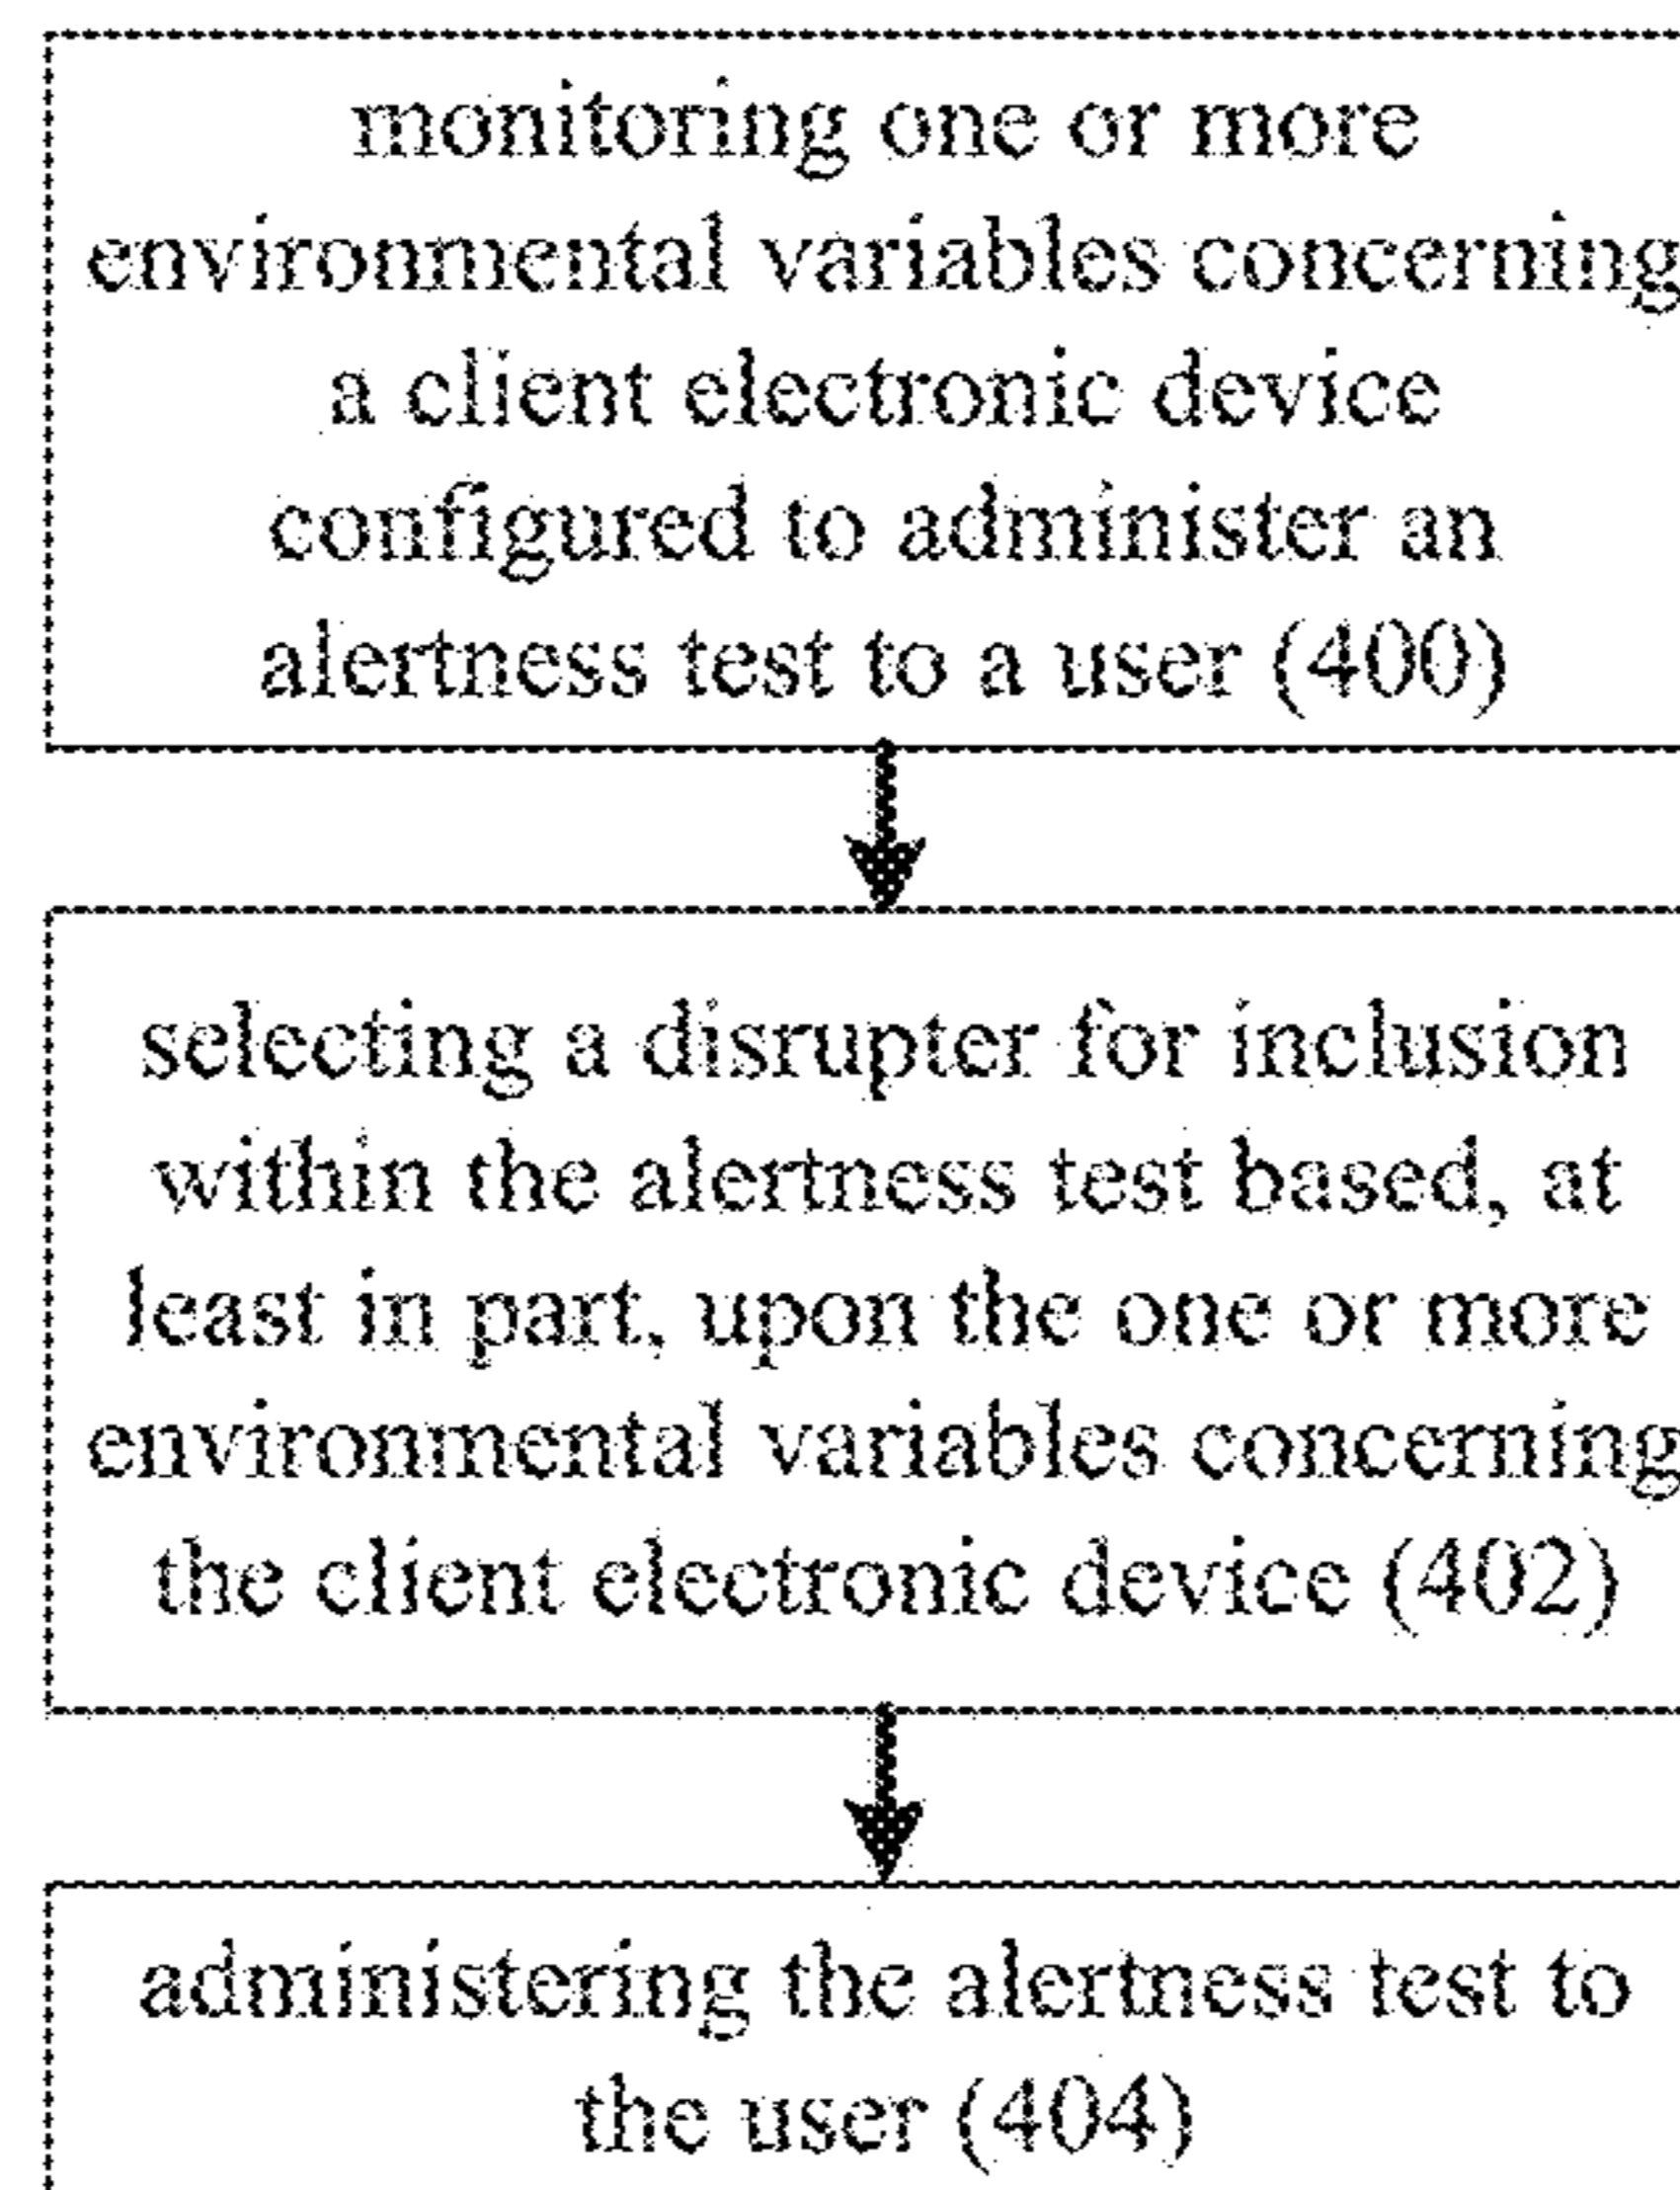 monitoring one or more
environmental variables concerning
a client electronic device
configured to administer an
alertness test to a user (400)
selecting a disrupter for inclusion
within the alertness test based, at
least in part, upon the one or more
environmental variables concerning
the client electronic device (402)
administering the alertness test to
the user (404)